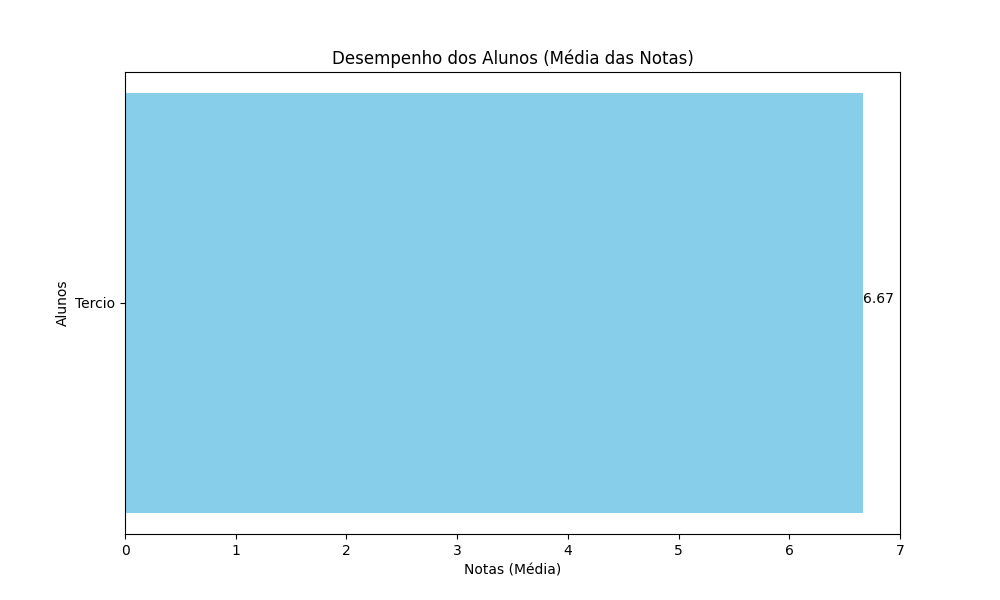 Desempenho dos Alunos (Média das Notas)
Alunos
Tercio
6.67
0 1 2 3 4 5 6 7
Notas (Média)